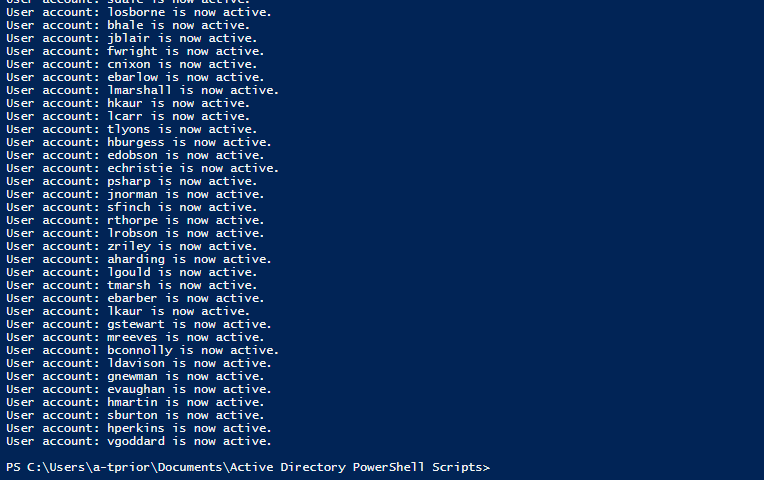 User account: losborne is now active.
User account: bhale is now active.
User account: jblair is now active.
User account: fwright is now active.
User account: cnixon is now active.
User account: ebarlow is now active.
User account: lmarshall is now active.
User account: hkaur is now active.
User account: lcarr is now active.
User account: tlyons is now active.
User account: hburgess is now active.
User account: edobson is now active.
User account: echristie is now active.
User account: psharp is now active.
User account: jnorman is now active.
User account: sfinch is now active.
User account: rthorpe is now active.
User account: lrobson is now active.
User account: zriley is now active.
User account: aharding is now active.
User account: lgould is now active.
User account: tmarsh is now active.
User account: ebarber is now active.
User account: lkaur is now active.
User account: gstewart is now active.
User account: mreeves is now active.
User account: bconnolly is now active.
User account: ldavison is now active.
User account: gnewman is now active.
User account: evaughan is now active.
User account: hmartin is now active.
User account: sburton is now active.
User account: hperkins is now active.
User account: vgoddard is now active.
PS C:\Users\a-tprior\Documents\Active Directory PowerShell Scripts>